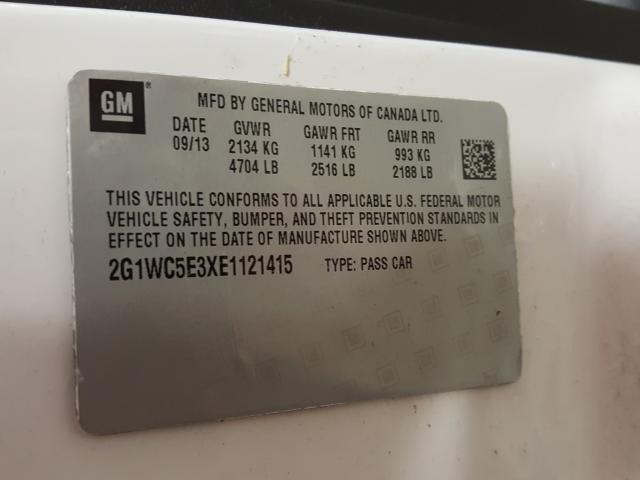 GM®
MFD BY GENERAL MOTORS OF CANADA LTD.
DATE GVWR GAWR FRT GAWR RR
09/13 2134 KG 1141 KG 993 KG
4704 LB 2516 LB 2188 LB
THIS VEHICLE CONFORMS TO ALL APPLICABLE U.S. FEDERAL MOTOR
VEHICLE SAFETY, BUMPER, AND THEFT PREVENTION STANDARDS IN
EFFECT ON THE DATE OF MANUFACTURE SHOWN ABOVE.
2G1WC5E3XE1121415 TYPE: PASS CAR